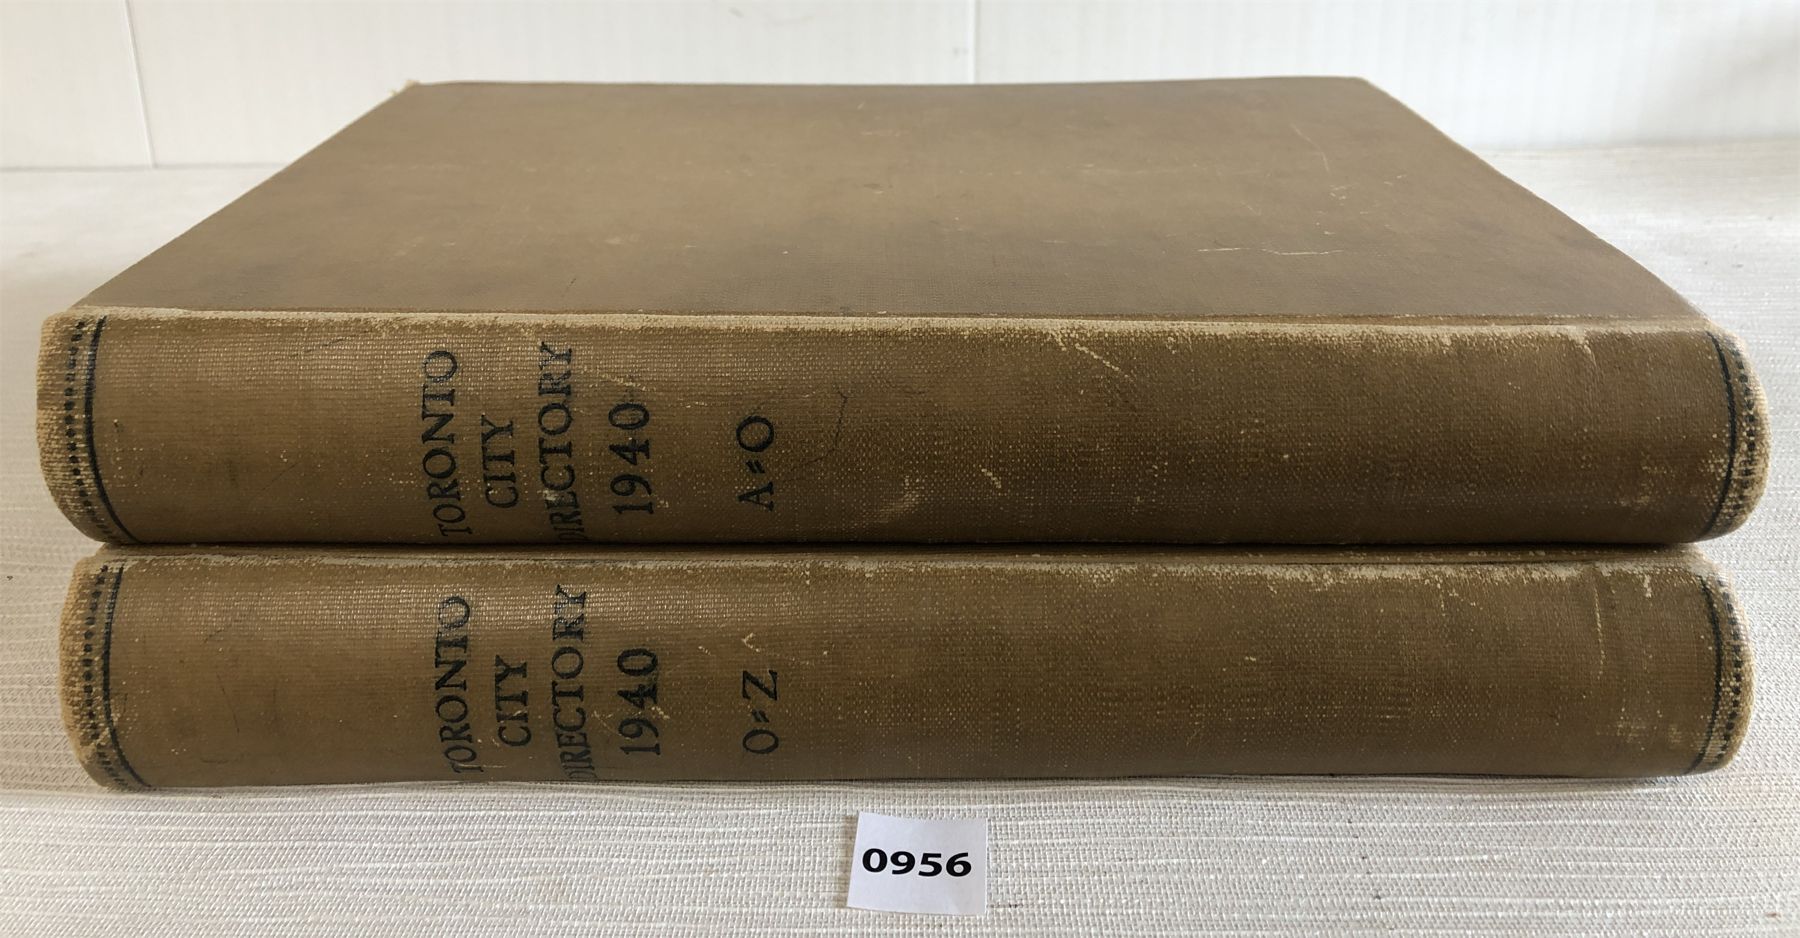 TORONTO
CITY
DIRECTORY
1940
A=O
TORONTO
CITY
DIRECTORY
1940
O=Z
0956